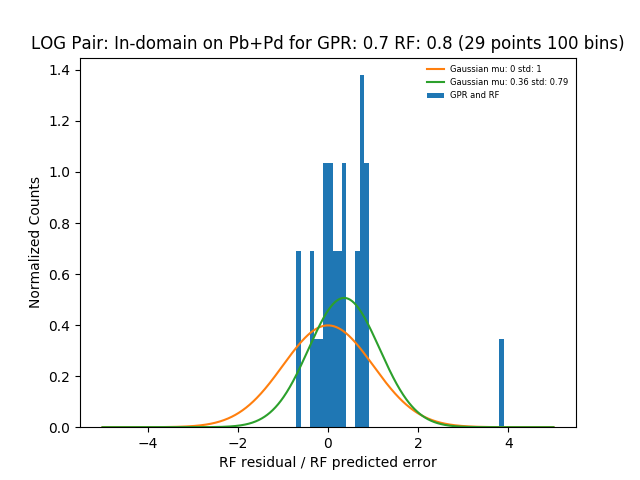 LOG Pair: In-domain on Pb+Pd for GPR: 0.7 RF: 0.8 (29 points 100 bins)
Gaussian mu: 0 std: 1
Gaussian mu: 0.36 std: 0.79
GPR and RF
Normalized Counts
1.4
1.2
1.0
0.8
0.6
0.4
0.2
0.0
−4 −2 0 2 4
RF residual / RF predicted error